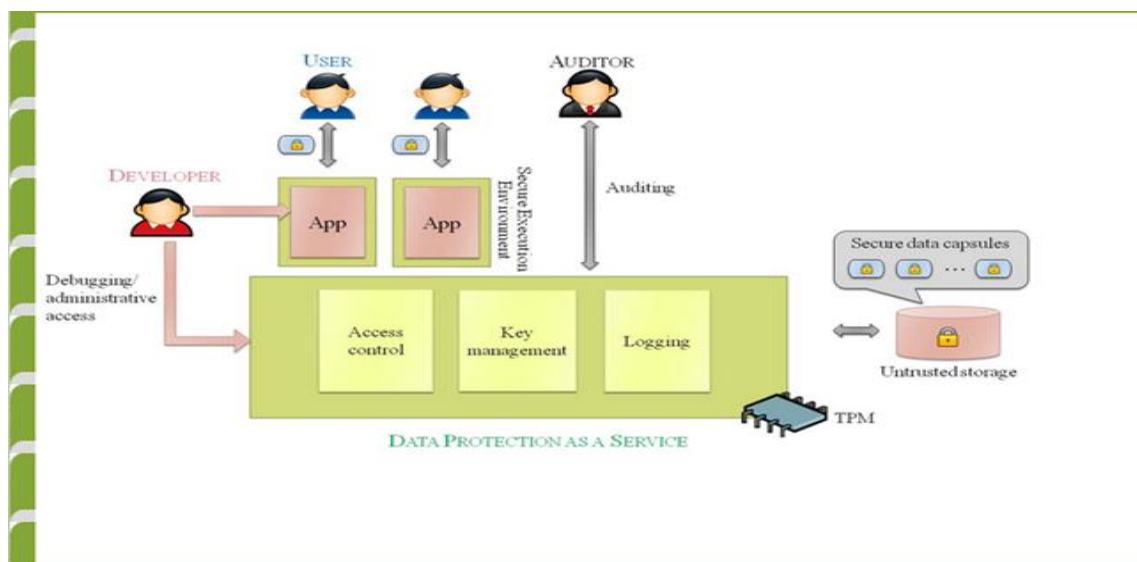 USER
AUDITOR
DEVELOPER
App
App
Secure Execution
Environment
Auditing
Secure data capsules
...
Debugging/
administrative
access
Access
control
Key
management
Logging
Untrusted storage
TPM
DATA PROTECTION AS A SERVICE